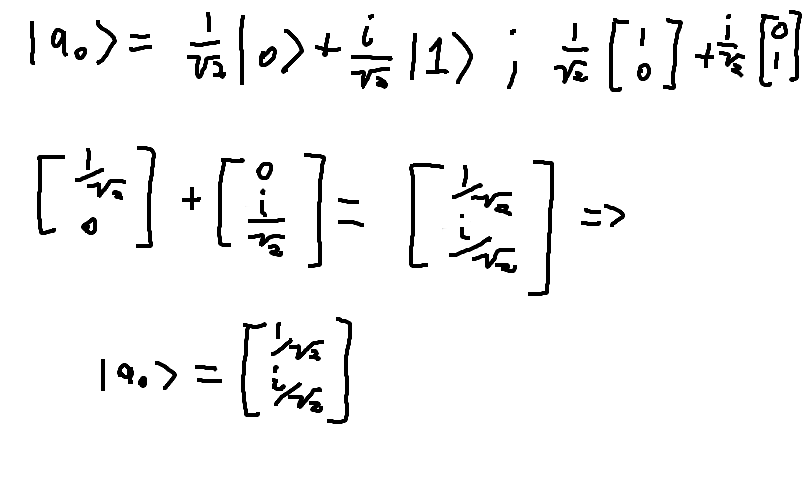 |q₀⟩ = 1/√2 |0⟩ + i/√2 |1⟩ ; 1/√2 [1 0] + i/√2 [0 1]
[1/√2 0] + [0 i/√2] = [1/√2 i/√2] =>
|q₀⟩ = [1/√2 i/√2]